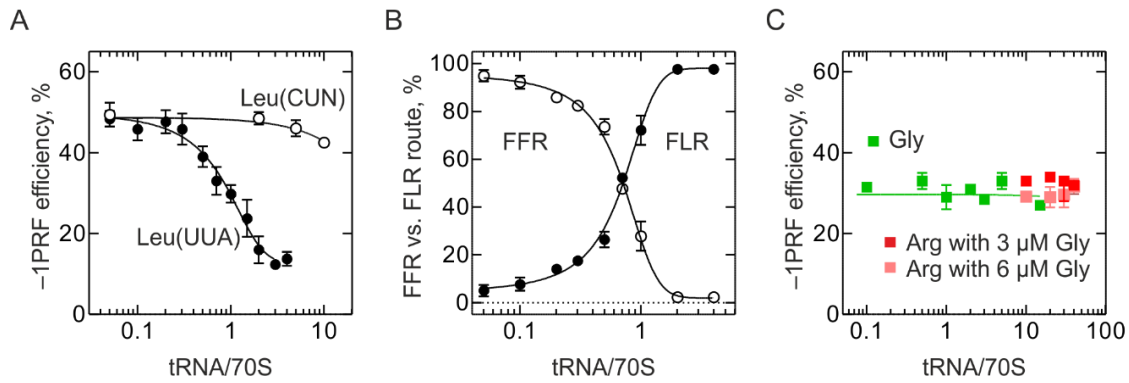 A
–1PRF efficiency, %
60
40
20
0
Leu(CUN)
Leu(UUA)
0.1
1
10
tRNA/70S
B
FFR vs. FLR route, %
100
80
60
40
20
0
FFR
FLR
0.1
1
tRNA/70S
C
–1PRF efficiency, %
60
40
20
0
Gly
Arg with 3 µM Gly
Arg with 6 µM Gly
0.1
1
10
100
tRNA/70S